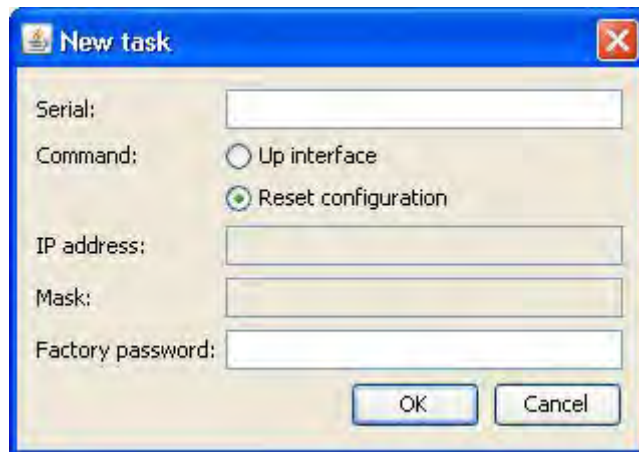 New task
Serial:
Command:
Up interface
Reset configuration
IP address:
Mask:
Factory password:
OK
Cancel